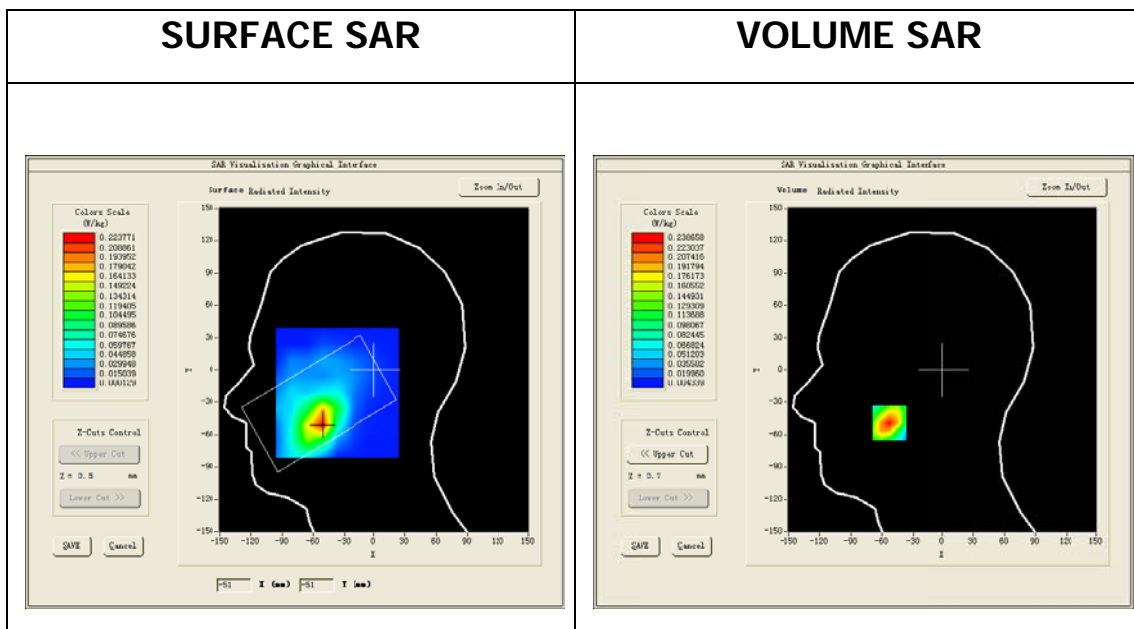 SURFACE SAR
VOLUME SAR
SAR Visualisation Graphical Interface
Surface Radiated Intensity
Zoom In/Out
Colors Scale
(W/kg)
0.223771
0.208861
0.193952
0.179042
0.164133
0.149224
0.134314
0.119405
0.104495
0.089586
0.074676
0.059767
0.044858
0.029948
0.015039
0.000129
Z-Cuts Control
<< Upper Cut
Z = 0.5 mm
Lower Cut >>
SAVE
Cancel
150
120
90
60
30
0
-30
-60
-90
-120
-150
Y
-150 -120 -90 -60 -30 0 30 60 90 120 150
X
-51 X (mm) -51 Y (mm)
SAR Visualisation Graphical Interface
Volume Radiated Intensity
Zoom In/Out
Colors Scale
(W/kg)
0.238658
0.223037
0.207416
0.191794
0.176173
0.160552
0.144931
0.129309
0.113688
0.098067
0.082445
0.066824
0.051203
0.035582
0.019960
0.004339
Z-Cuts Control
<< Upper Cut
Z = 3.7 mm
Lower Cut >>
SAVE
Cancel
150
120
90
60
30
0
-30
-60
-90
-120
-150
Y
-150 -120 -90 -60 -30 0 30 60 90 120 150
X